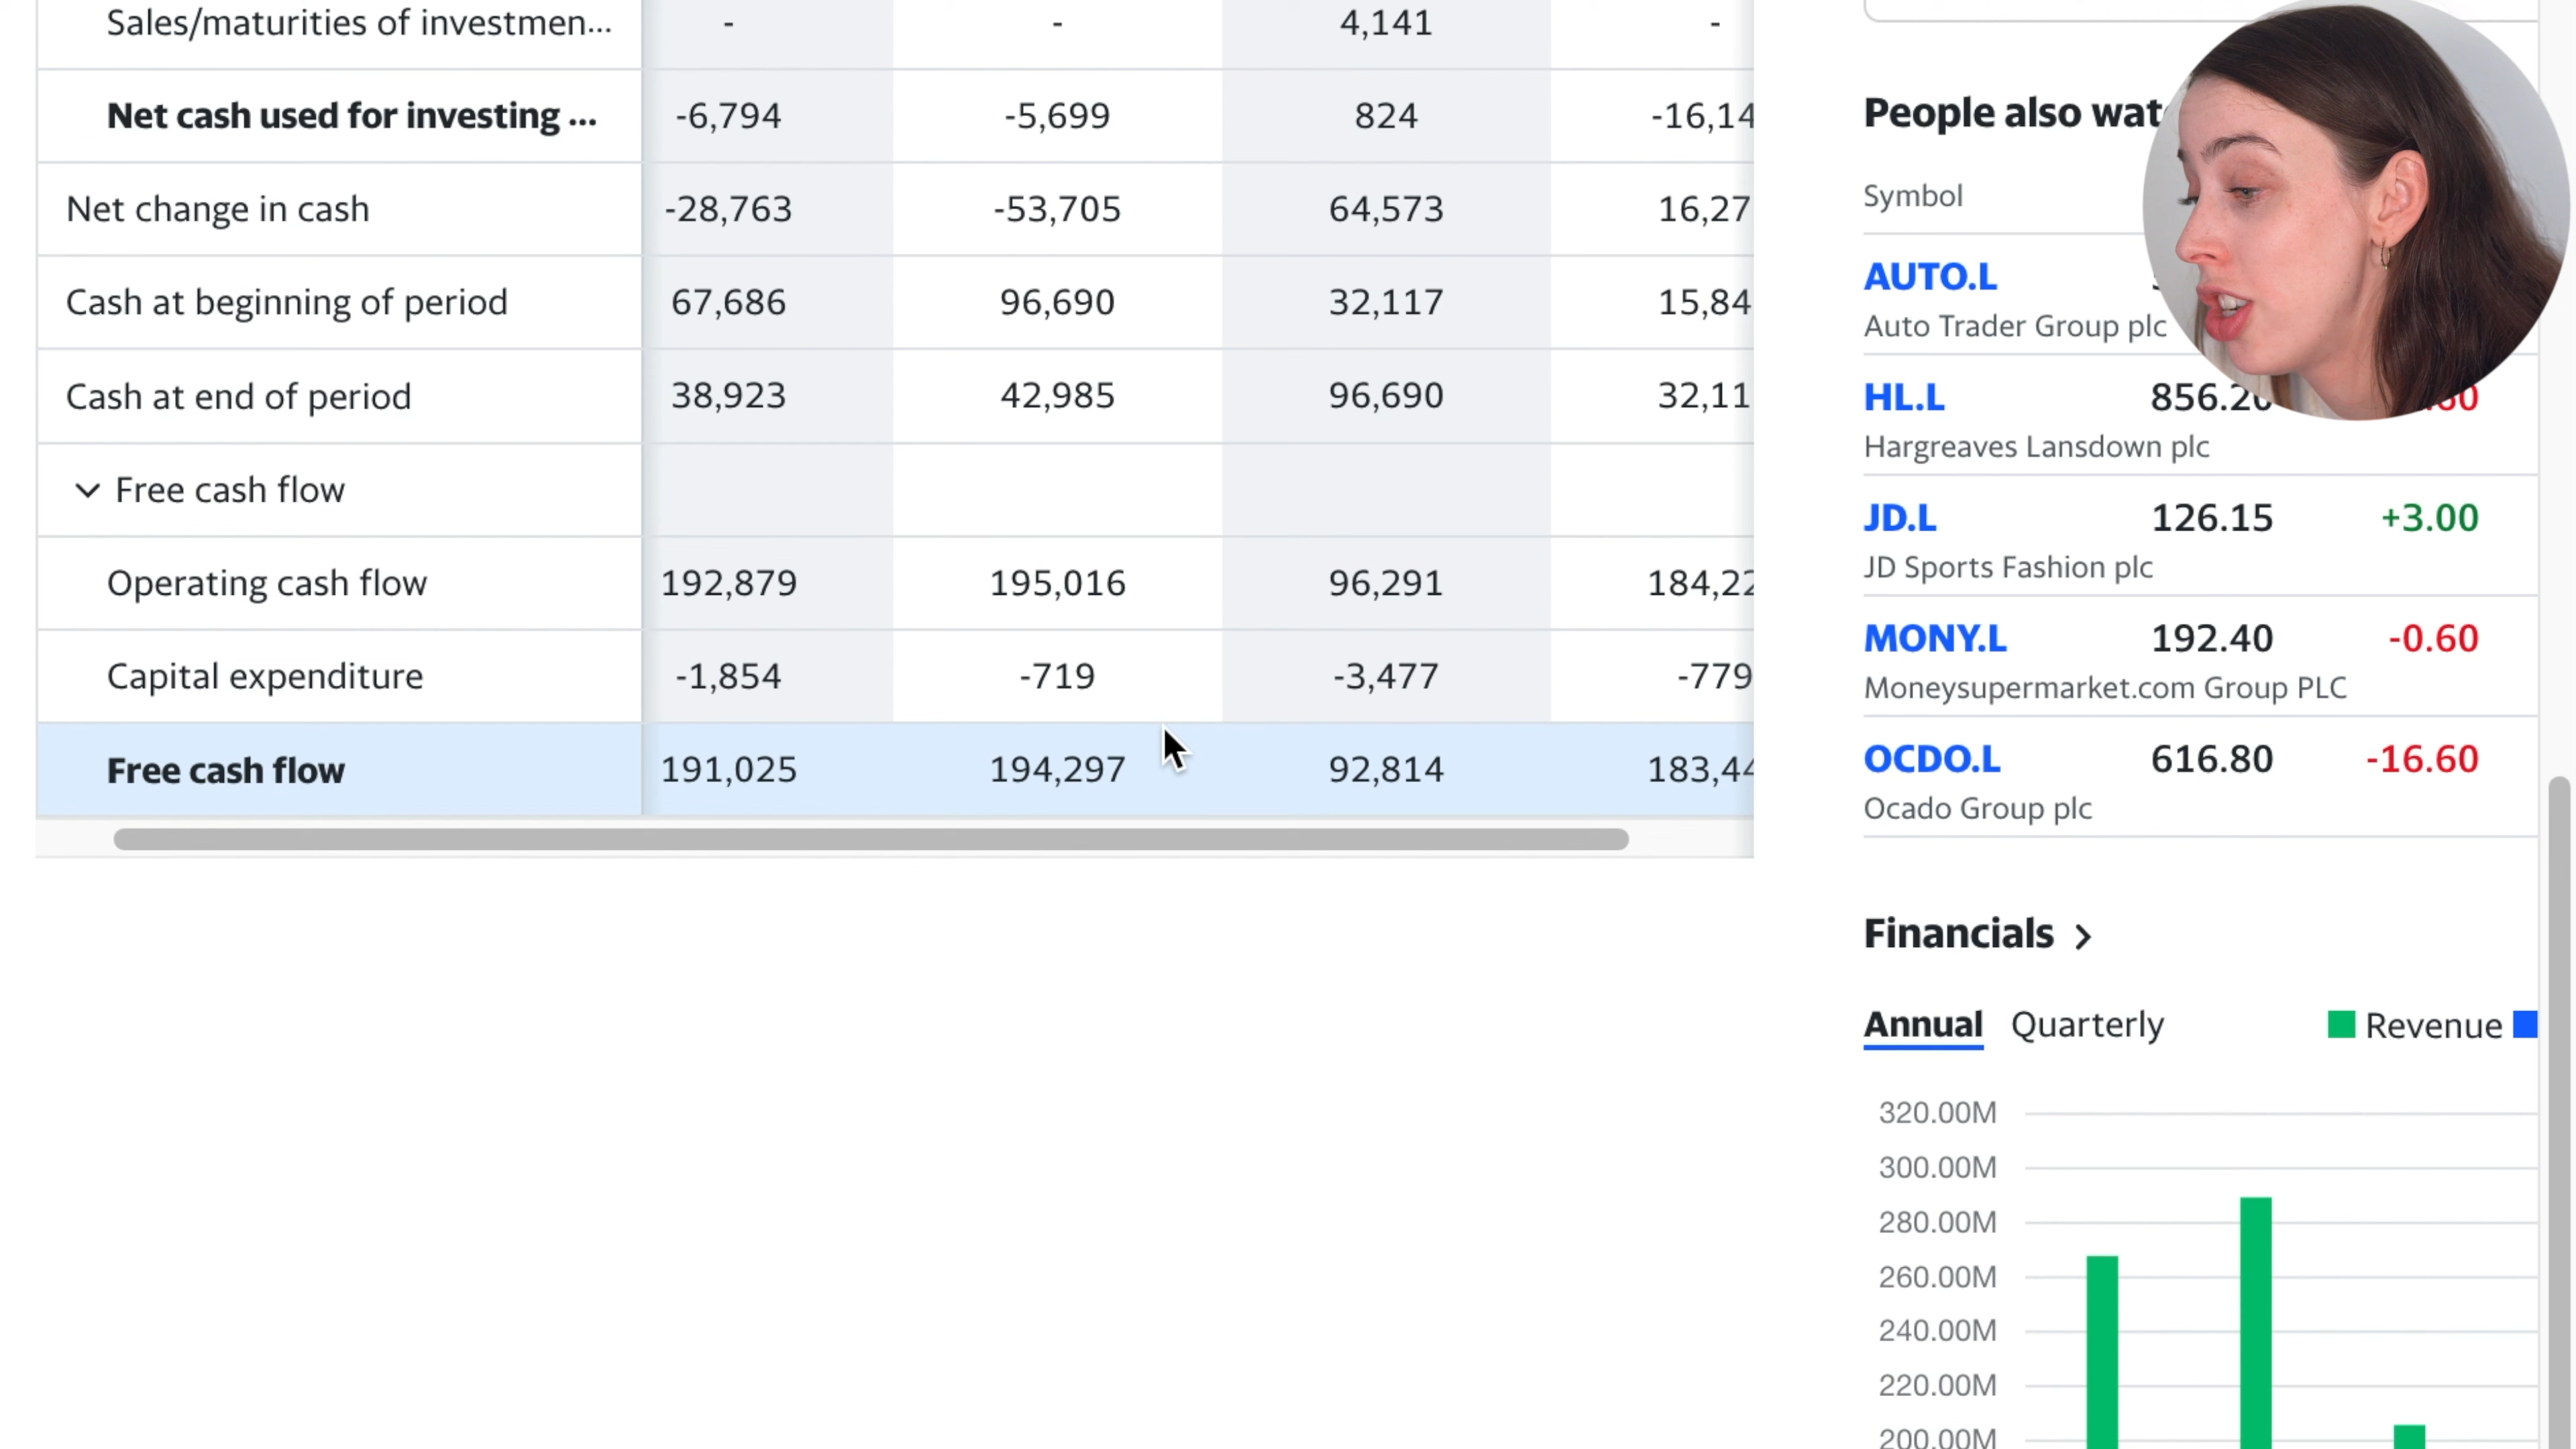 Sales/maturities of investmen... - - 4,141 -
Net cash used for investing ... -6,794 -5,699 824 -16,14
Net change in cash -28,763 -53,705 64,573 16,27
Cash at beginning of period 67,686 96,690 32,117 15,84
Cash at end of period 38,923 42,985 96,690 32,11
Free cash flow
Operating cash flow 192,879 195,016 96,291 184,22
Capital expenditure -1,854 -719 -3,477 -779
Free cash flow 191,025 194,297 92,814 183,44
People also wat
Symbol
AUTO.L
Auto Trader Group plc
HL.L 856.20
Hargreaves Lansdown plc
JD.L 126.15 +3.00
JD Sports Fashion plc
MONY.L 192.40 -0.60
Moneysupermarket.com Group PLC
OCDO.L 616.80 -16.60
Ocado Group plc
Financials
Annual Quarterly Revenue
320.00M
300.00M
280.00M
260.00M
240.00M
220.00M
200.00M